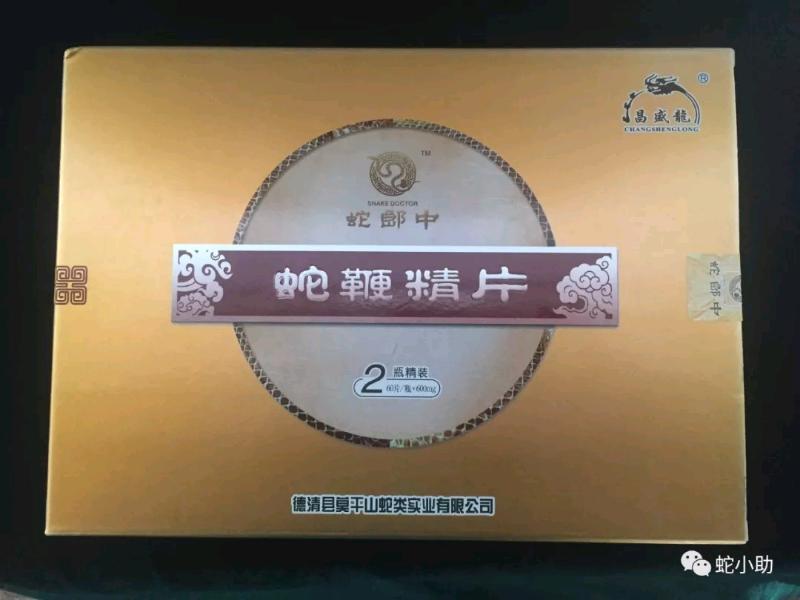 昌盛龍
®
CHANGSHENGLONG
TM
SNAKE DOCTOR
蛇郎中
蛇鞭精片
蛇郎中
2
瓶精装
60片/瓶×600mg
德清县莫干山蛇类实业有限公司
蛇小助